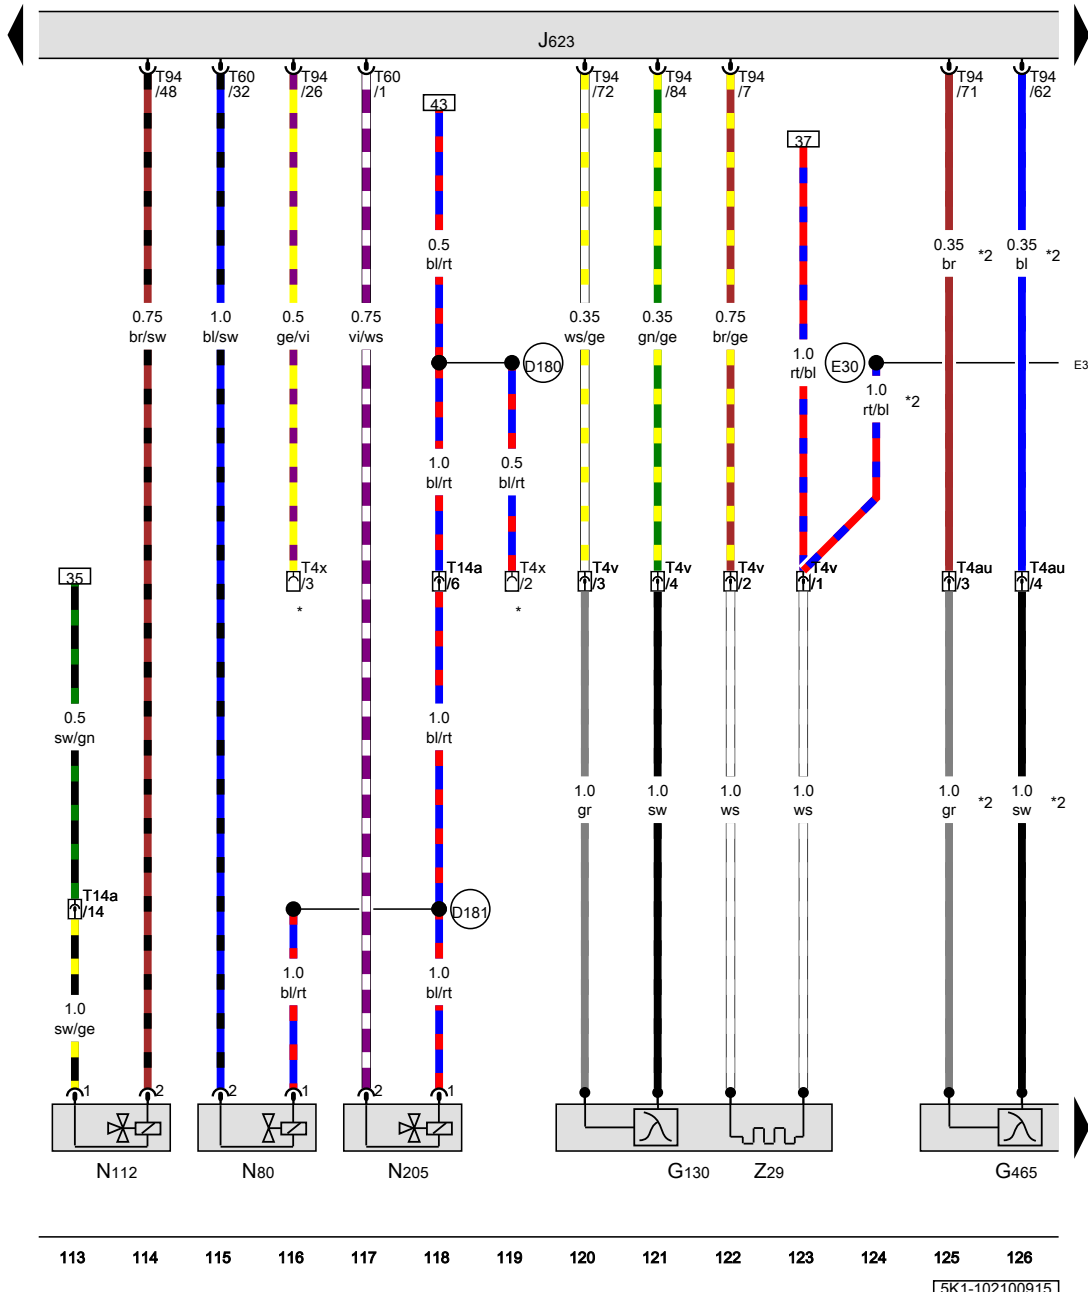 J623
T94 T60 T94 T60 T94 T94 T94 T94 T94
/48 /32 /26 /1 /72 /84 /7 /71 /62
43
37
0.5 0.35 *2 0.35 *2
bl/rt br bl
0.75 1.0 0.5 0.75 0.35 0.35 0.75
br/sw bl/sw ge/vi vi/ws ws/ge gn/ge br/ge
1.0
rt/bl
D180 E30 E3
1.0 *2
rt/bl
1.0 0.5
bl/rt bl/rt
35 T4x T14a T4x T4v T4v T4v T4v T4au T4au
/3 /6 /2 /3 /4 /2 /1 /3 /4
* *
0.5 1.0
sw/gn bl/rt
1.0 1.0 1.0 1.0 1.0 *2 1.0 *2
gr sw ws ws gr sw
T14a
/14 D181
1.0 1.0
bl/rt bl/rt
1.0
sw/ge
1 2 2 1 2 1
N112 N80 N205 G130 Z29 G465
113 114 115 116 117 118 119 120 121 122 123 124 125 126
5K1-102100915